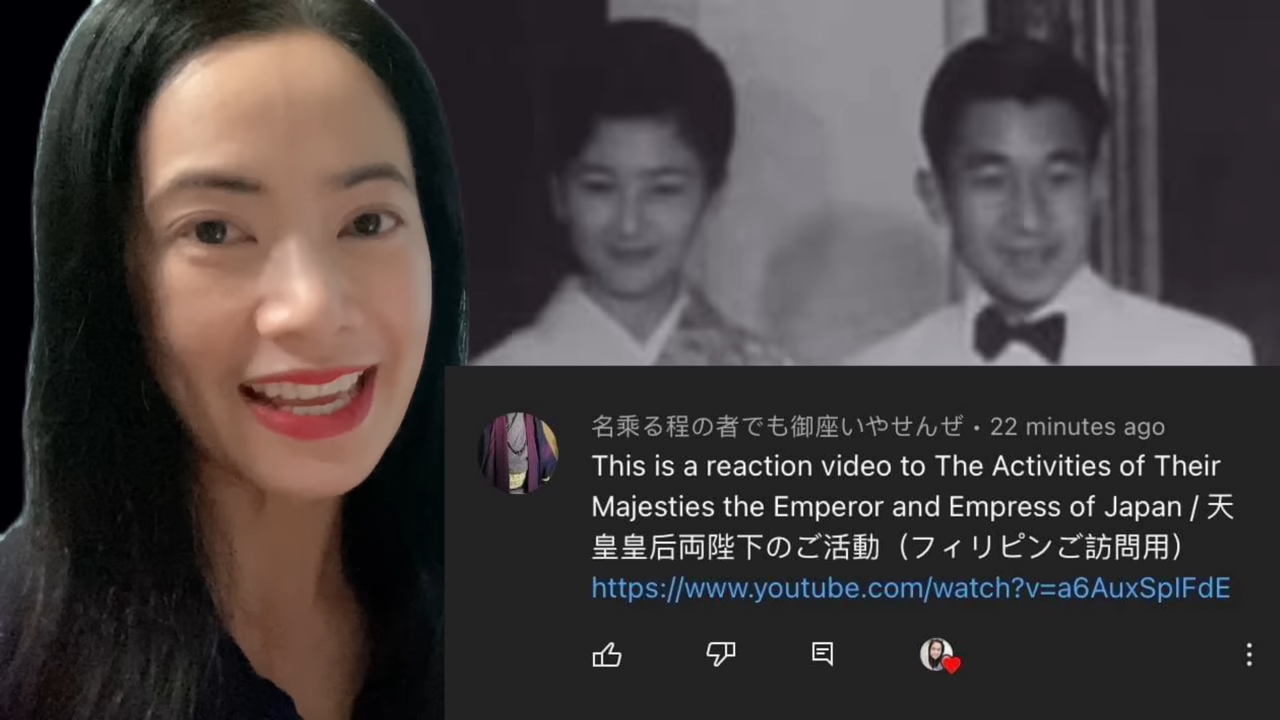 名乗る程の者でも御座いやせんぜ・22 minutes ago
This is a reaction video to The Activities of Their
Majesties the Emperor and Empress of Japan / 天
皇皇后両陛下のご活動（フィリピンご訪問用）
https://www.youtube.com/watch?v=a6AuxSpIFdE